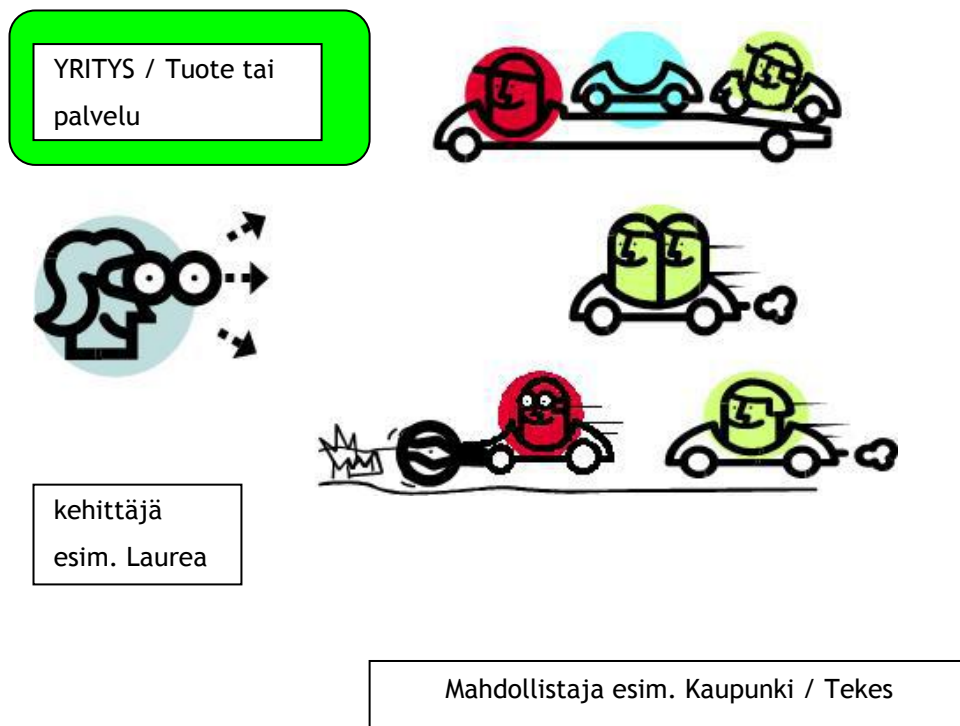 YRITYS / Tuote tai
palvelu
kehittäjä
esim. Laurea
Mahdollistaja esim. Kaupunki / Tekes